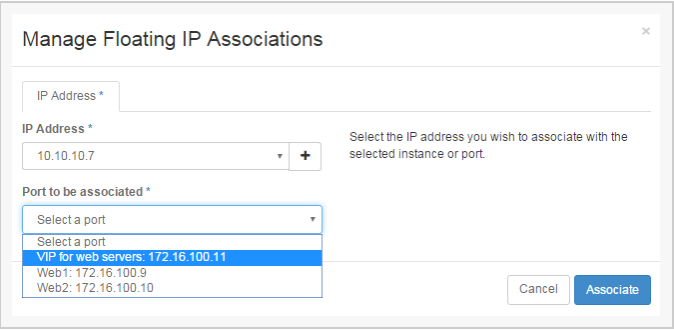 Manage Floating IP Associations
×
IP Address *
IP Address *
10.10.10.7
+
Select the IP address you wish to associate with the
selected instance or port.
Port to be associated *
Select a port
Select a port
VIP for web servers: 172.16.100.11
Web1: 172.16.100.9
Web2: 172.16.100.10
Cancel
Associate